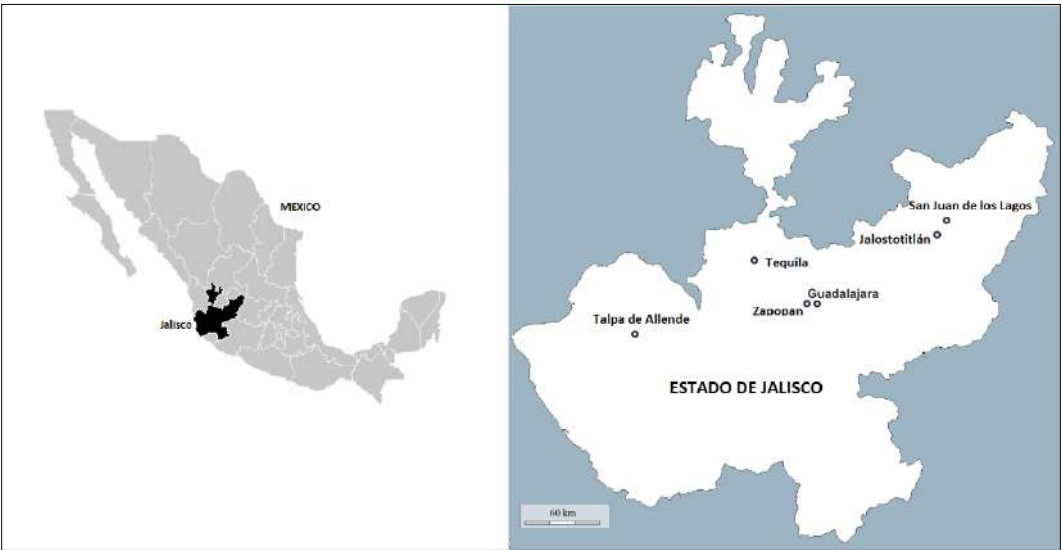 MEXICO
Jalisco
San Juan de los Lagos
Jalostotitlán
Tequila
Guadalajara
Zapopan
Talpa de Allende
ESTADO DE JALISCO
60 km